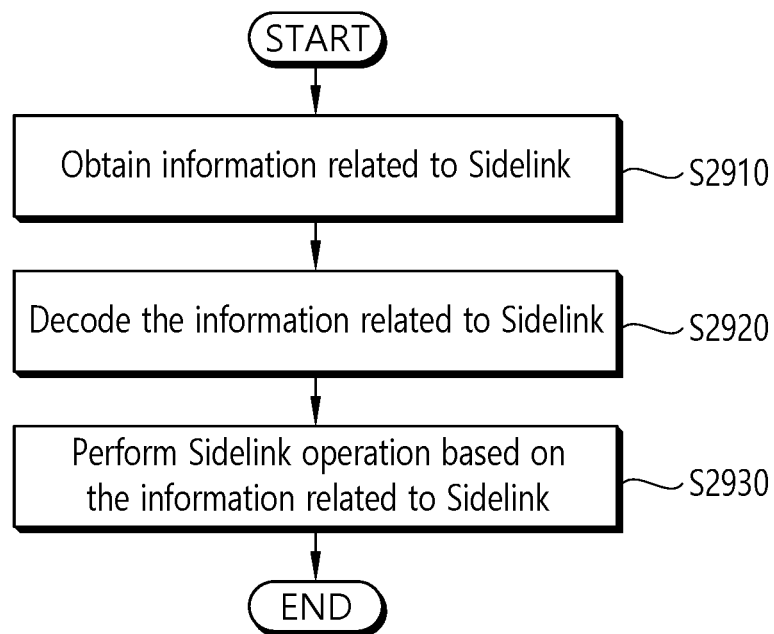 START
Obtain information related to Sidelink
S2910
Decode the information related to Sidelink
S2920
Perform Sidelink operation based on
the information related to Sidelink
S2930
END